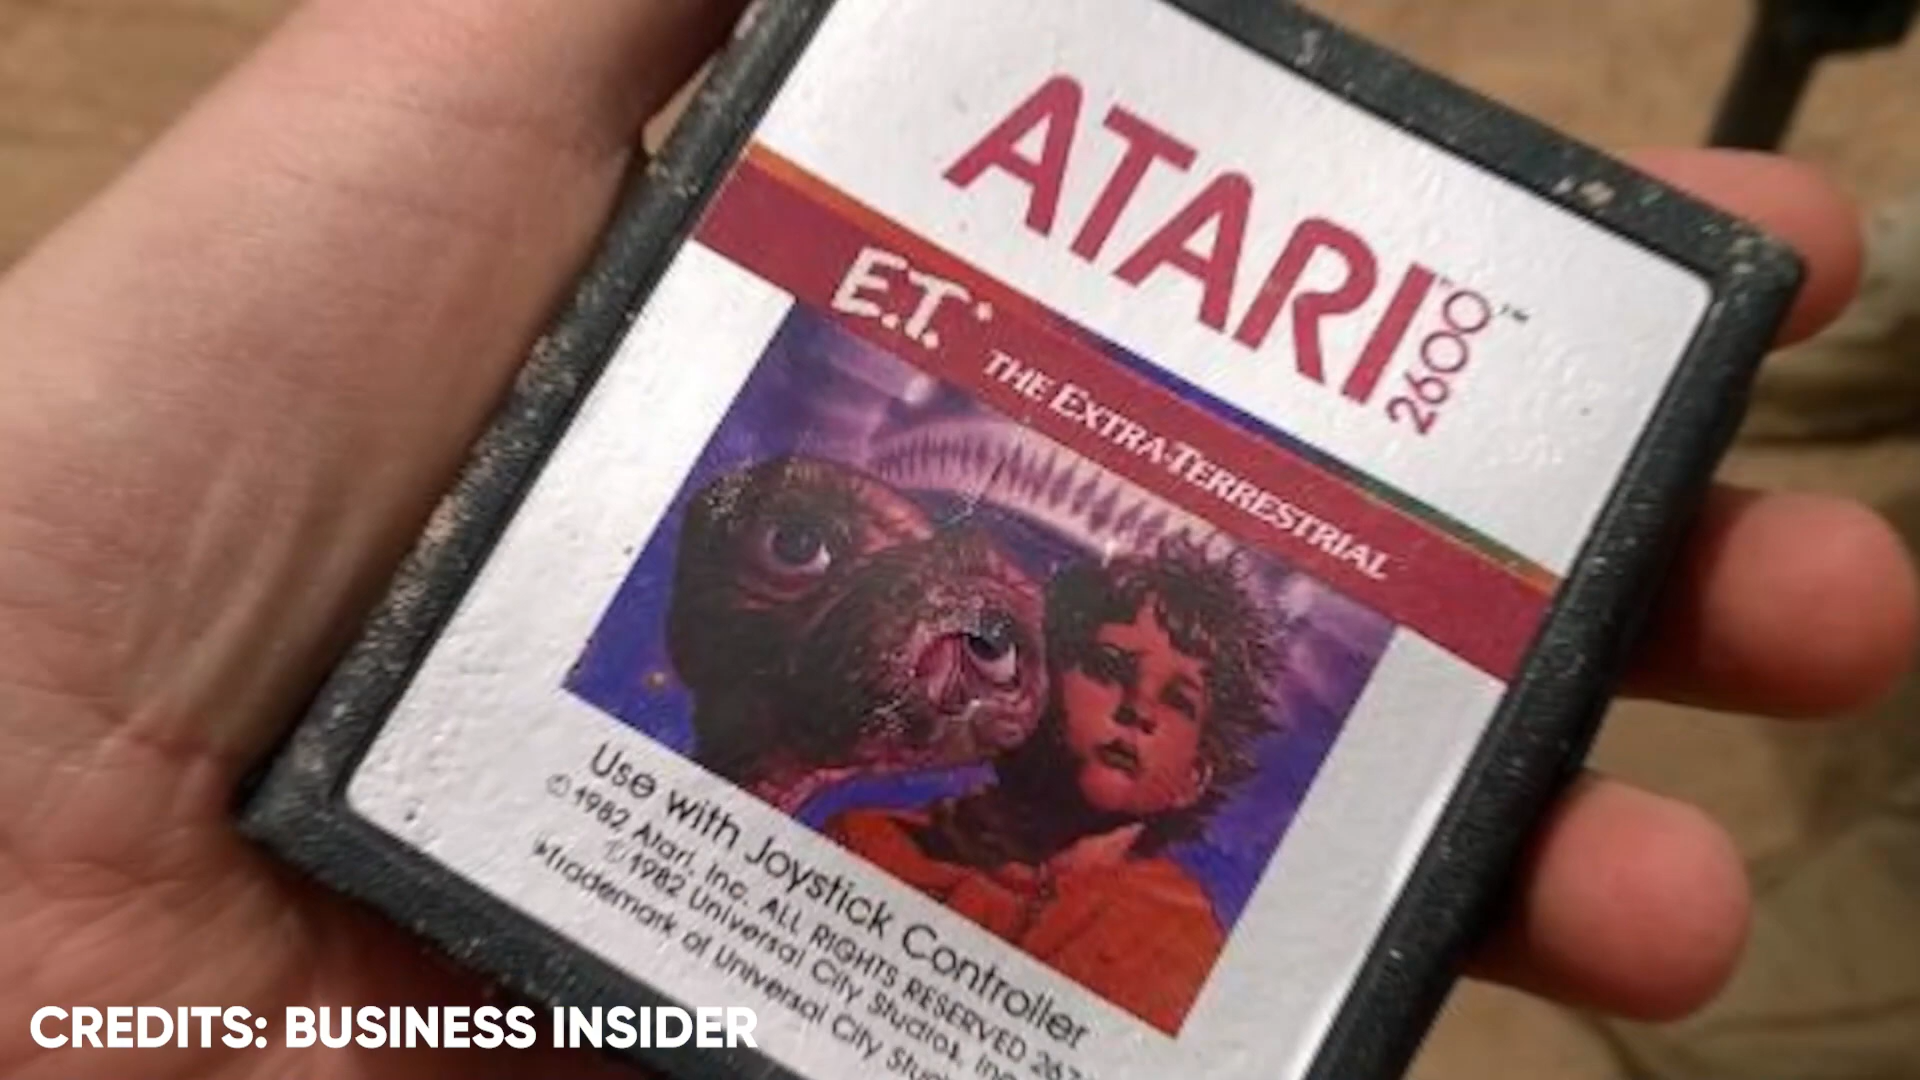 ATARI 2600™
E.T.*
THE EXTRA-TERRESTRIAL
Use with Joystick Controller
© 1982 Atari, Inc. ALL RIGHTS RESERVED
© 1982 Universal City Studios, Inc
*Trademark of Universal City
CREDITS: BUSINESS INSIDER